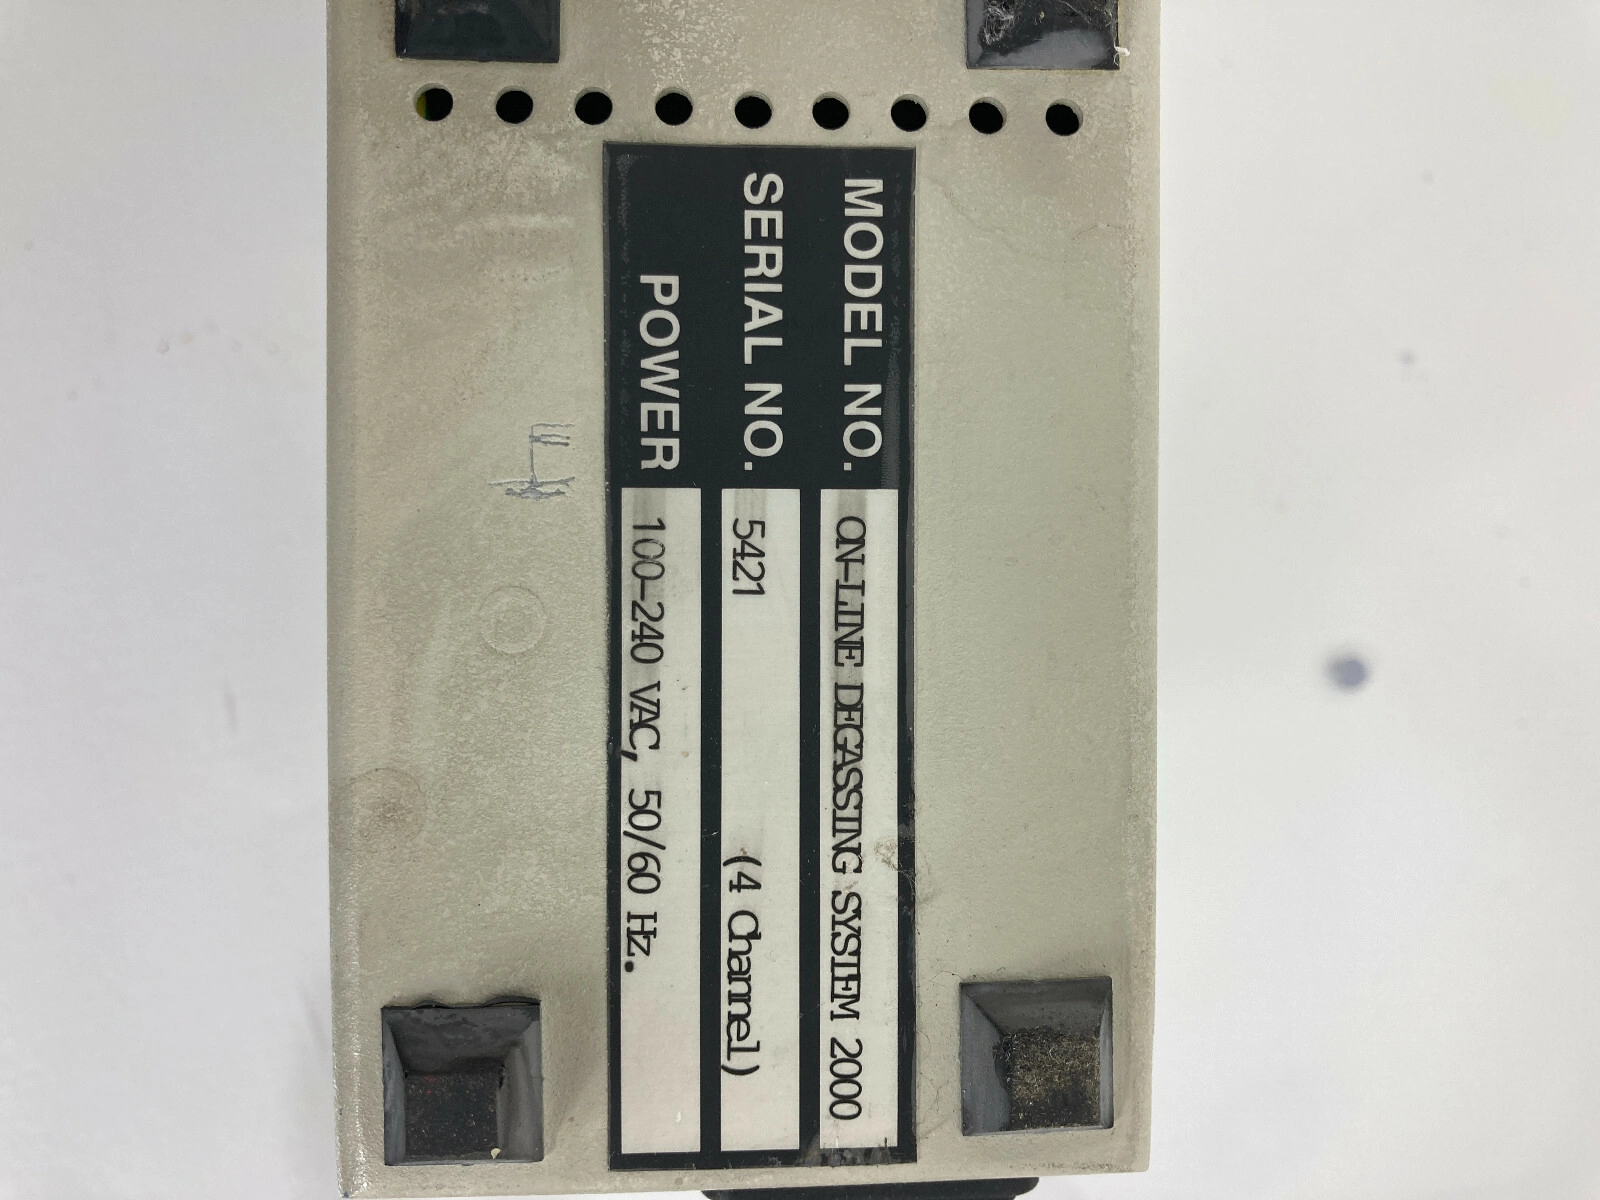 MODEL NO. ON-LINE DEGASSING SYSTEM 2000
SERIAL NO. 5421 (4 Channel)
POWER 100-240 VAC, 50/60 Hz.